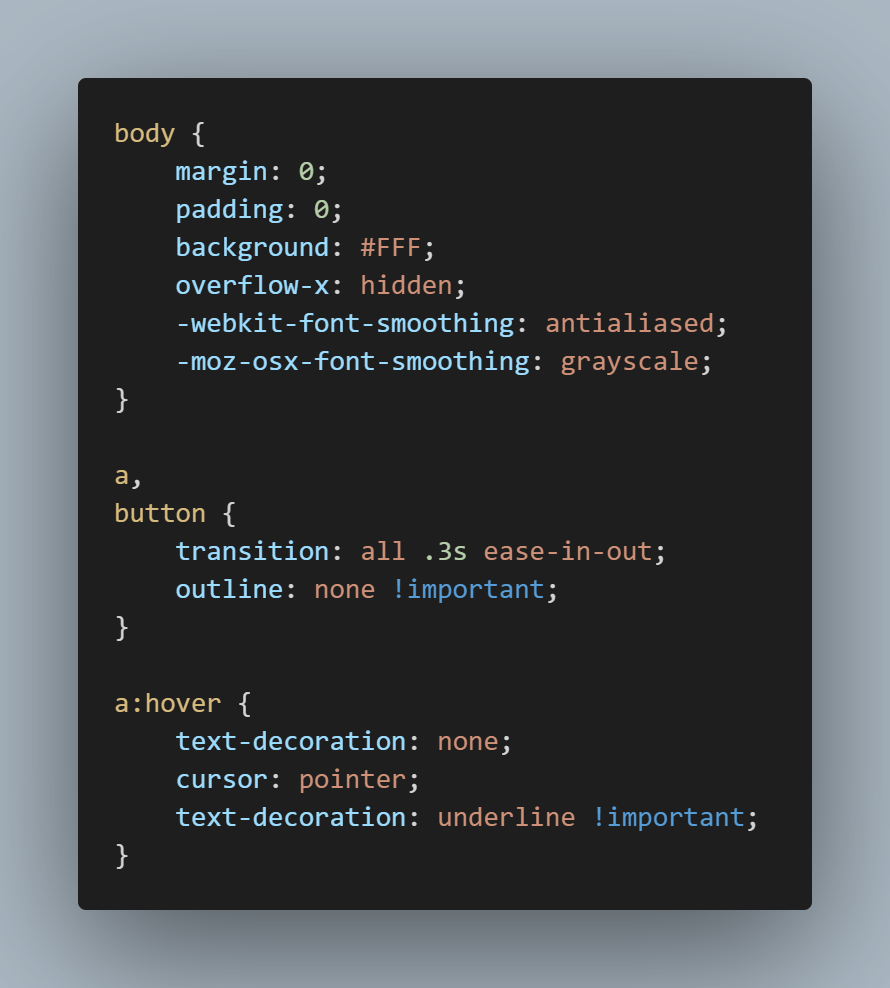 body {
    margin: 0;
    padding: 0;
    background: #FFF;
    overflow-x: hidden;
    -webkit-font-smoothing: antialiased;
    -moz-osx-font-smoothing: grayscale;
}

a,
button {
    transition: all .3s ease-in-out;
    outline: none !important;
}

a:hover {
    text-decoration: none;
    cursor: pointer;
    text-decoration: underline !important;
}